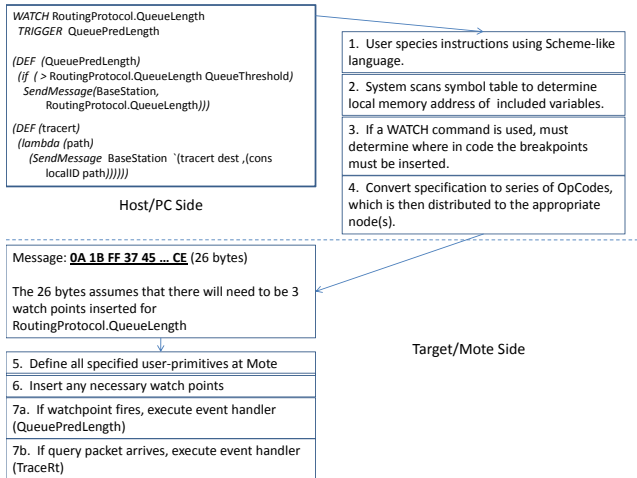 WATCH RoutingProtocol.QueueLength
TRIGGER QueuePredLength
(DEF (QueuePredLength)
(if ( > RoutingProtocol.QueueLength QueueThreshold)
SendMessage(BaseStation,
RoutingProtocol.QueueLength)))
(DEF (tracert)
(lambda (path)
(SendMessage BaseStation `(tracert dest ,(cons
localID path))))))
Host/PC Side
1. User species instructions using Scheme-like
language.
2. System scans symbol table to determine
local memory address of included variables.
3. If a WATCH command is used, must
determine where in code the breakpoints
must be inserted.
4. Convert specification to series of OpCodes,
which is then distributed to the appropriate
node(s).
Message: 0A 1B FF 37 45 ... CE (26 bytes)
The 26 bytes assumes that there will need to be 3
watch points inserted for
RoutingProtocol.QueueLength
Target/Mote Side
5. Define all specified user-primitives at Mote
6. Insert any necessary watch points
7a. If watchpoint fires, execute event handler
(QueuePredLength)
7b. If query packet arrives, execute event handler
(TraceRt)